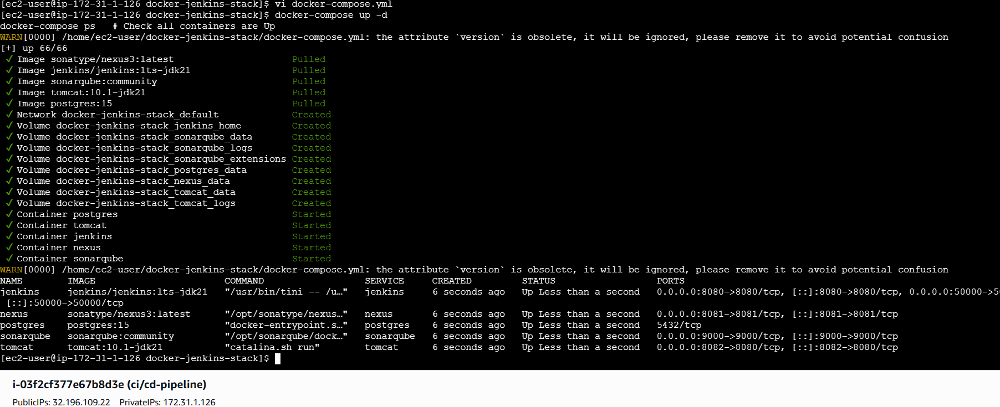 [ec2-user@ip-172-31-1-126 docker-jenkins-stack]$ vi docker-compose.yml
[ec2-user@ip-172-31-1-126 docker-jenkins-stack]$ docker-compose up -d
docker-compose ps   # Check all containers are Up
WARN[0000] /home/ec2-user/docker-jenkins-stack/docker-compose.yml: the attribute `version` is obsolete, it will be ignored, please remove it to avoid potential confusion
[+] up 66/66
✓ Image sonatype/nexus3:latest Pulled
✓ Image jenkins/jenkins:lts-jdk21 Pulled
✓ Image sonarqube:community Pulled
✓ Image tomcat:10.1-jdk21 Pulled
✓ Image postgres:15 Pulled
✓ Network docker-jenkins-stack_default Created
✓ Volume docker-jenkins-stack_jenkins_home Created
✓ Volume docker-jenkins-stack_sonarqube_data Created
✓ Volume docker-jenkins-stack_sonarqube_logs Created
✓ Volume docker-jenkins-stack_sonarqube_extensions Created
✓ Volume docker-jenkins-stack_postgres_data Created
✓ Volume docker-jenkins-stack_nexus_data Created
✓ Volume docker-jenkins-stack_tomcat_data Created
✓ Volume docker-jenkins-stack_tomcat_logs Created
✓ Container postgres Started
✓ Container tomcat Started
✓ Container jenkins Started
✓ Container nexus Started
✓ Container sonarqube Started
WARN[0000] /home/ec2-user/docker-jenkins-stack/docker-compose.yml: the attribute `version` is obsolete, it will be ignored, please remove it to avoid potential confusion
NAME IMAGE COMMAND SERVICE CREATED STATUS PORTS
jenkins jenkins/jenkins:lts-jdk21 "/usr/bin/tini -- /u…" jenkins 6 seconds ago Up Less than a second 0.0.0.0:8080->8080/tcp, [::]:8080->8080/tcp, 0.0.0.0:50000->5
[::]:50000->50000/tcp
nexus sonatype/nexus3:latest "/opt/sonatype/nexus…" nexus 6 seconds ago Up Less than a second 0.0.0.0:8081->8081/tcp, [::]:8081->8081/tcp
postgres postgres:15 "docker-entrypoint.s…" postgres 6 seconds ago Up Less than a second 5432/tcp
sonarqube sonarqube:community "/opt/sonarqube/dock…" sonarqube 6 seconds ago Up Less than a second 0.0.0.0:9000->9000/tcp, [::]:9000->9000/tcp
tomcat tomcat:10.1-jdk21 "catalina.sh run" tomcat 6 seconds ago Up Less than a second 0.0.0.0:8082->8080/tcp, [::]:8082->8080/tcp
[ec2-user@ip-172-31-1-126 docker-jenkins-stack]$
i-03f2cf377e67b8d3e (ci/cd-pipeline)
PublicIPs: 32.196.109.22 PrivateIPs: 172.31.1.126